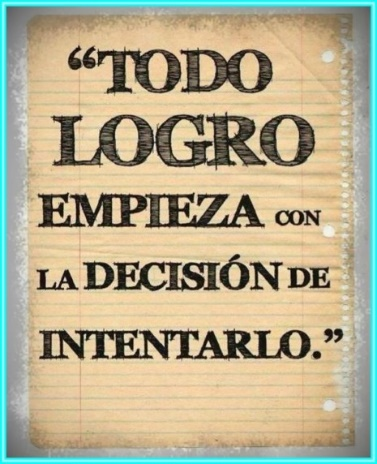 “TODO
LOGRO
EMPIEZA CON
LA DECISIÓN DE
INTENTARLO.”